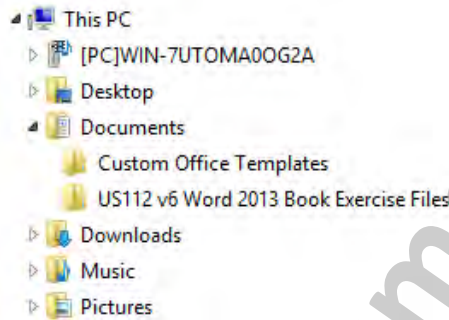 This PC
[PC]WIN-7UTOMA0OG2A
Desktop
Documents
Custom Office Templates
US112 v6 Word 2013 Book Exercise Files
Downloads
Music
Pictures